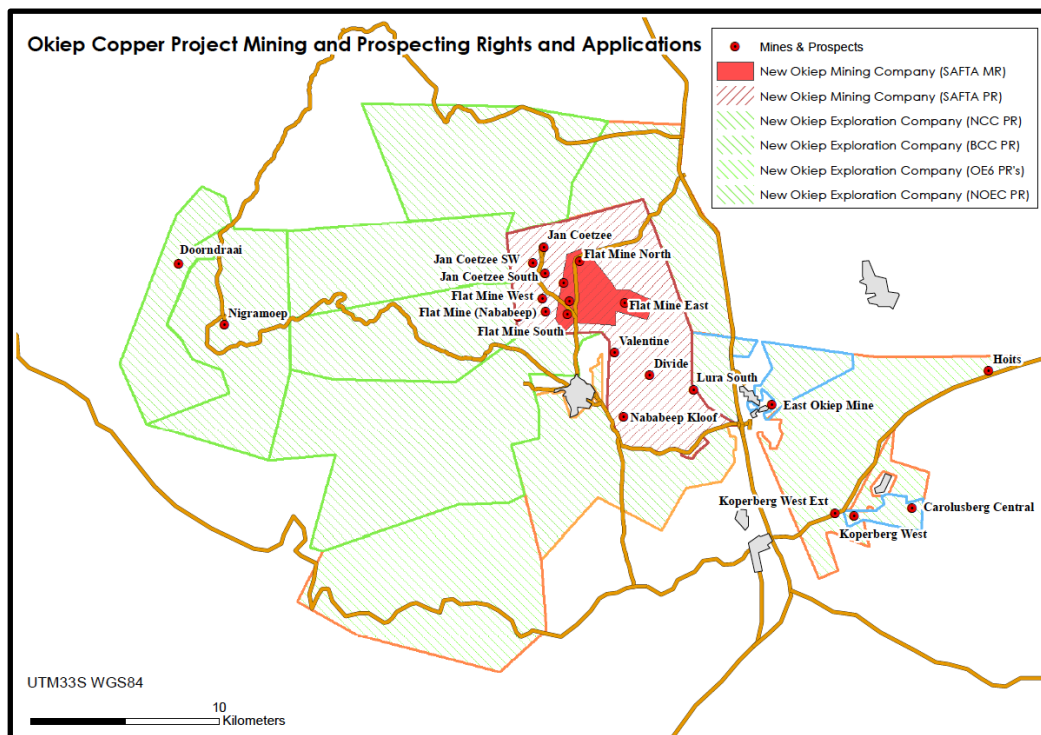 Okiep Copper Project Mining and Prospecting Rights and Applications
Mines & Prospects
New Okiep Mining Company (SAFTA MR)
New Okiep Mining Company (SAFTA PR)
New Okiep Exploration Company (NCC PR)
New Okiep Exploration Company (BCC PR)
New Okiep Exploration Company (OE6 PR's)
New Okiep Exploration Company (NOEC PR)
Jan Coetzee
Doorndraai
Jan Coetzee SW
Flat Mine North
Jan Coetzee South
Flat Mine West
Flat Mine East
Nigramoep
Flat Mine (Nababeep)
Flat Mine South
Valentine
Hoits
Divide
Lura South
East Okiep Mine
Nababeep Kloof
Koperberg West Ext
Carolusberg Central
Koperberg West
UTM33S WGS84
10
Kilometers